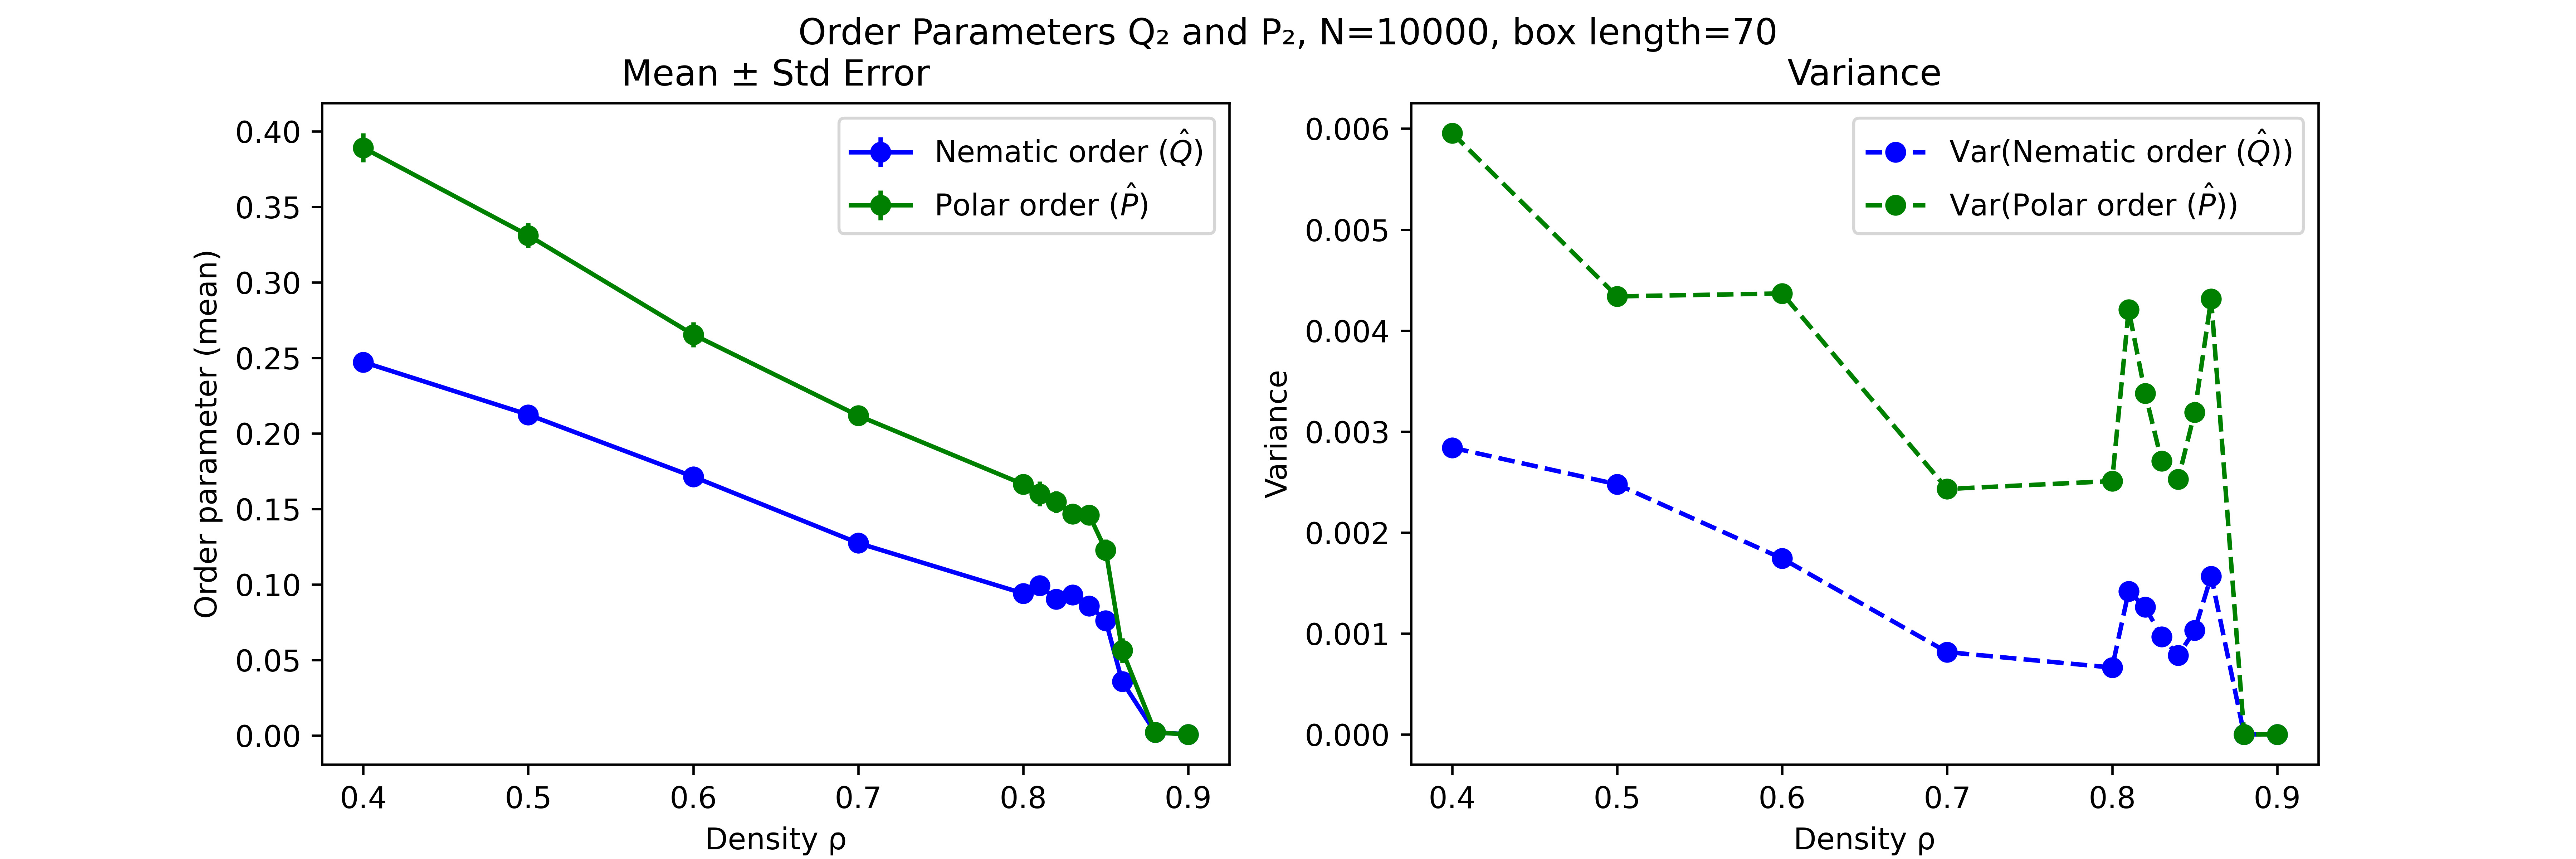 Order Parameters Q₂ and P₂, N=10000, box length=70
Mean ± Std Error
Order parameter (mean)
0.40
0.35
0.30
0.25
0.20
0.15
0.10
0.05
0.00
Nematic order (Q̂)
Polar order (P̂)
0.4 0.5 0.6 0.7 0.8 0.9
Density ρ
Variance
Variance
0.006
0.005
0.004
0.003
0.002
0.001
0.000
Var(Nematic order (Q̂))
Var(Polar order (P̂))
0.4 0.5 0.6 0.7 0.8 0.9
Density ρ